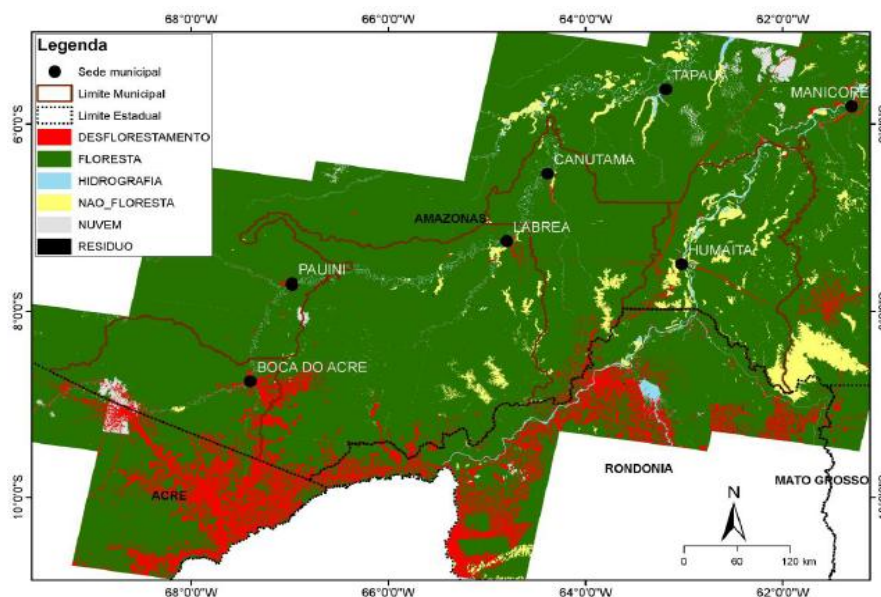 68°0'0"W 66°0'0"W 64°0'0"W 62°0'0"W
Legenda
Sede municipal
Limite Municipal
Limite Estadual
DESFLORESTAMENTO
FLORESTA
HIDROGRAFIA
NAO_FLORESTA
NUVEM
RESIDUO
TAPAUA
MANICORE
6°0'0"S
CANUTAMA
AMAZONAS
LABREA
HUMAITA
PAUINI
8°0'0"S
BOCA DO ACRE
RONDONIA
ACRE
MATO GROSSO
10°0'0"S
N
0 60 120 km
68°0'0"W 66°0'0"W 64°0'0"W 62°0'0"W